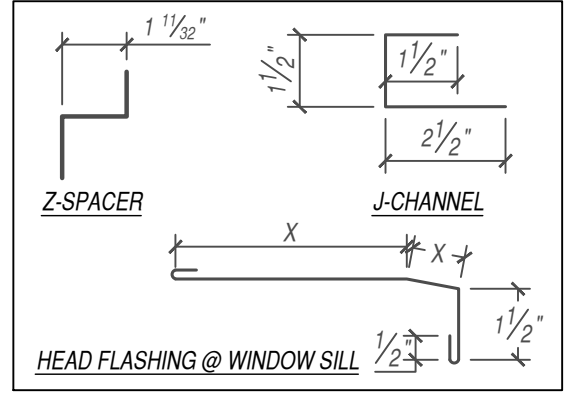 1 11/32"
Z-SPACER
1 1/2"
1 1/2"
2 1/2"
J-CHANNEL
X
X
1/2"
1 1/2"
HEAD FLASHING @ WINDOW SILL